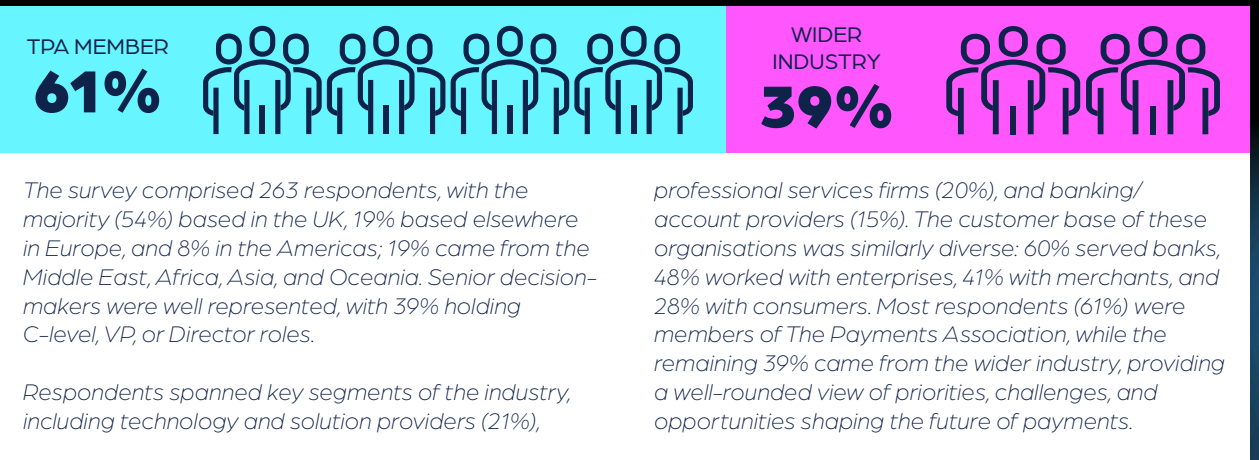 TPA MEMBER
61%
WIDER
INDUSTRY
39%
The survey comprised 263 respondents, with the
majority (54%) based in the UK, 19% based elsewhere
in Europe, and 8% in the Americas; 19% came from the
Middle East, Africa, Asia, and Oceania. Senior decision-
makers were well represented, with 39% holding
C-level, VP, or Director roles.
Respondents spanned key segments of the industry,
including technology and solution providers (21%),
professional services firms (20%), and banking/
account providers (15%). The customer base of these
organisations was similarly diverse: 60% served banks,
48% worked with enterprises, 41% with merchants, and
28% with consumers. Most respondents (61%) were
members of The Payments Association, while the
remaining 39% came from the wider industry, providing
a well-rounded view of priorities, challenges, and
opportunities shaping the future of payments.